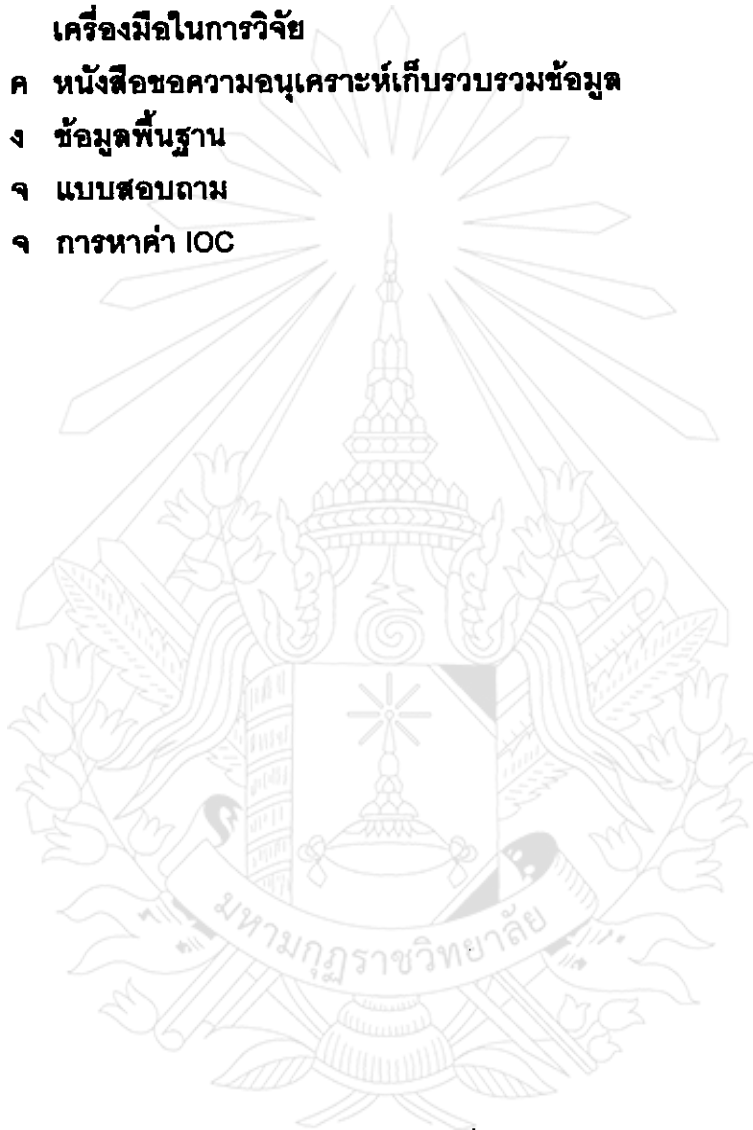 เครื่องมือในการวิจัย
ค หนังสือขอความอนุเคราะห์เก็บรวบรวมข้อมูล
ง ข้อมูลพื้นฐาน
จ แบบสอบถาม
จ การหาค่า IOC
มหามกุฏราชวิทยาลัย